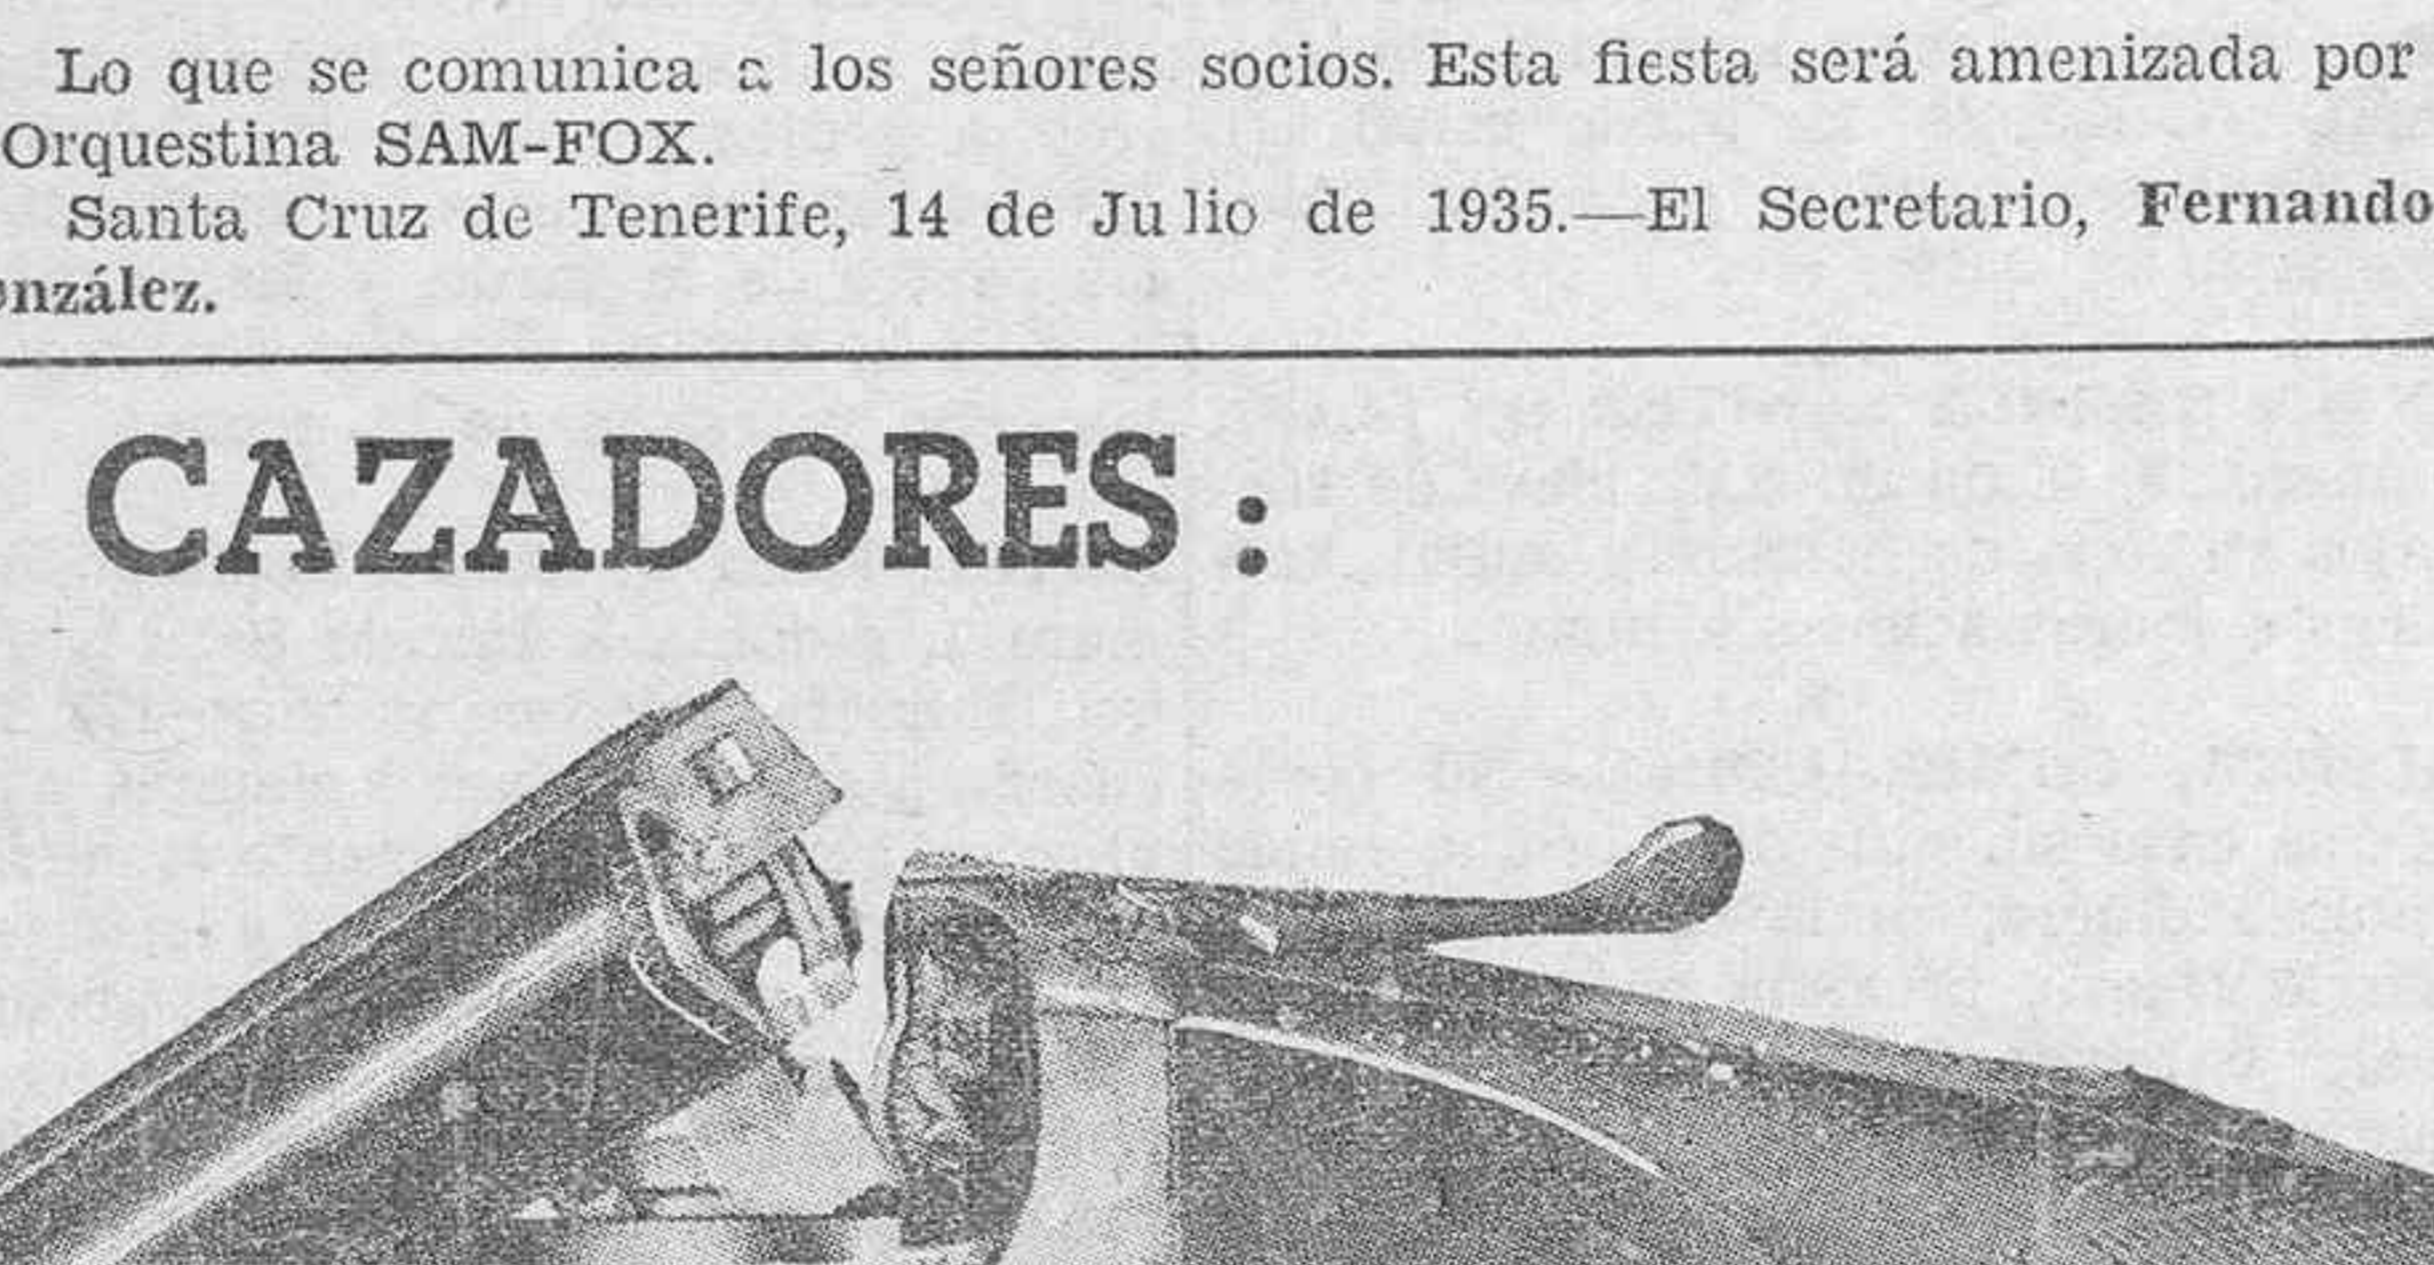 Lo que se comunica a los señores socios. Esta fiesta será amenizada por
Orquestina SAM-FOX.
Santa Cruz de Tenerife, 14 de Julio de 1935.—El Secretario, Fernando
onzález.
CAZADORES :